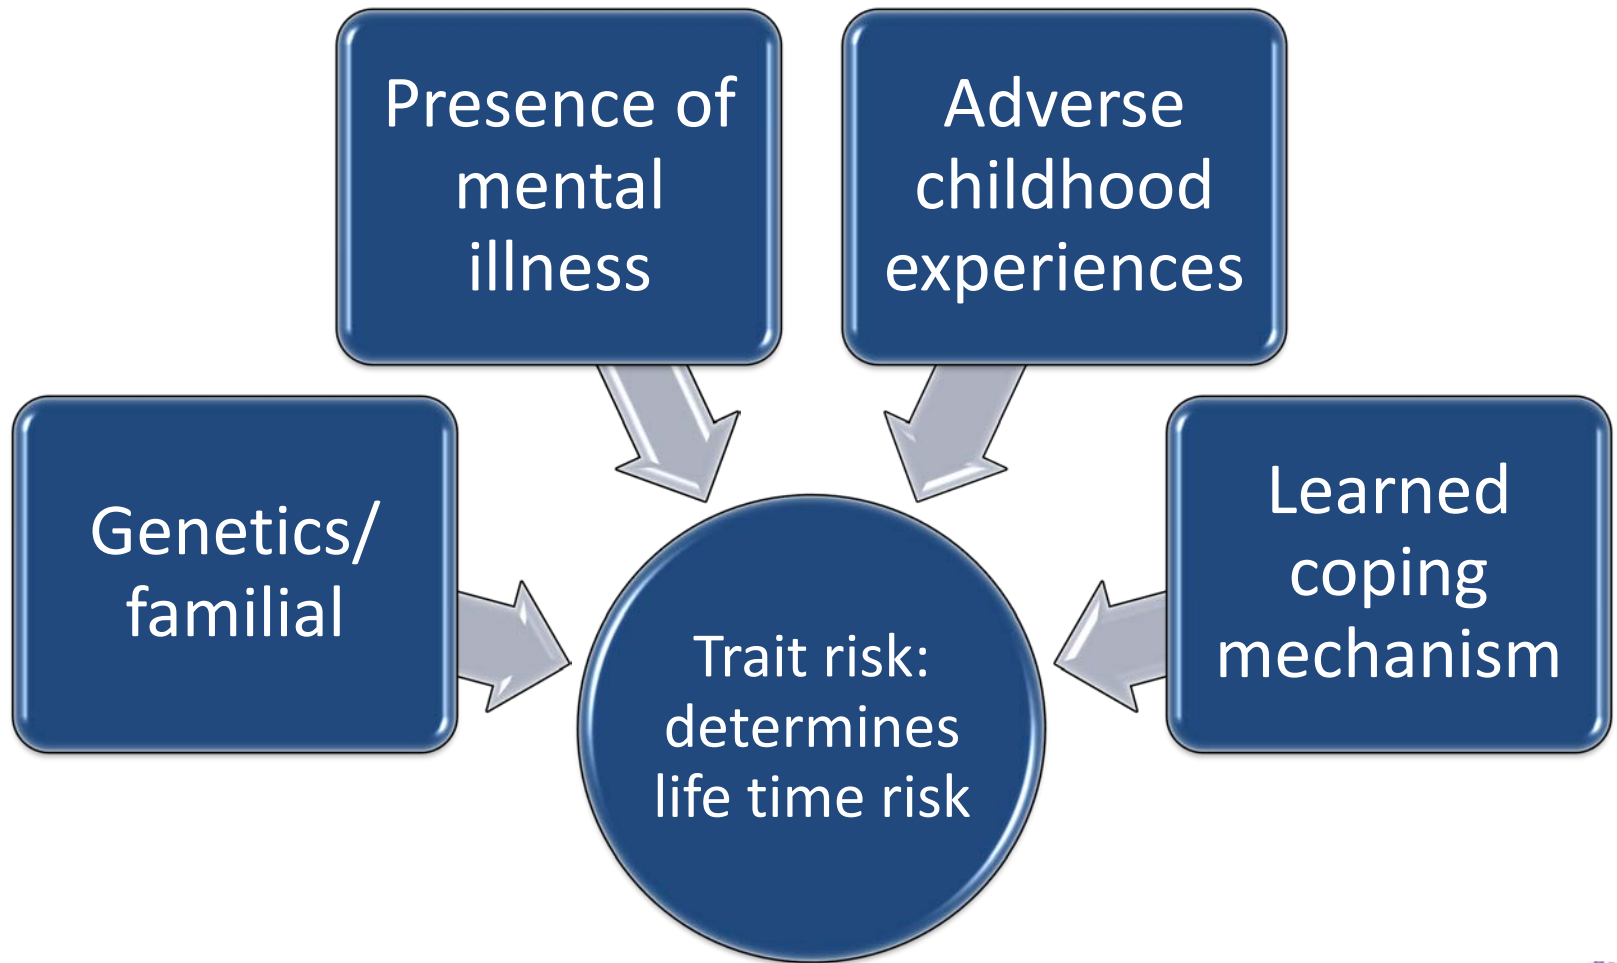 Presence of
mental
illness
Adverse
childhood
experiences
Genetics/
familial
Learned
coping
mechanism
Trait risk:
determines
life time risk